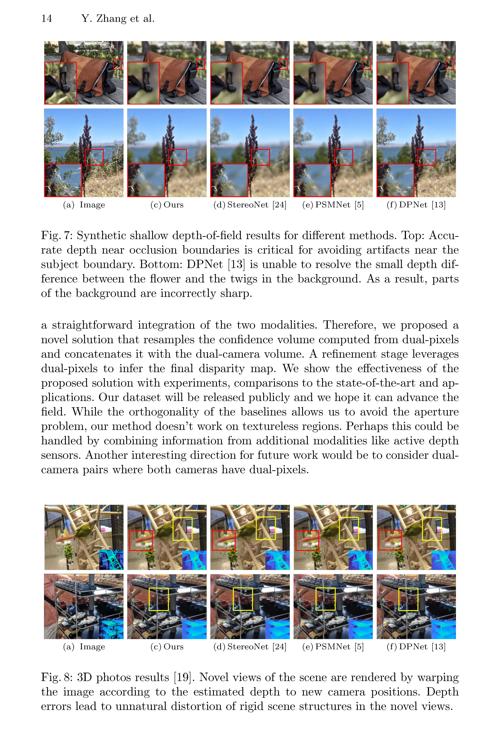 14 Y. Zhang et al.
(a) Image (c) Ours (d) StereoNet [24] (e) PSMNet [5] (f) DPNet [13]
Fig. 7: Synthetic shallow depth-of-field results for different methods. Top: Accu-
rate depth near occlusion boundaries is critical for avoiding artifacts near the
subject boundary. Bottom: DPNet [13] is unable to resolve the small depth dif-
ference between the flower and the twigs in the background. As a result, parts
of the background are incorrectly sharp.
a straightforward integration of the two modalities. Therefore, we proposed a
novel solution that resamples the confidence volume computed from dual-pixels
and concatenates it with the dual-camera volume. A refinement stage leverages
dual-pixels to infer the final disparity map. We show the effectiveness of the
proposed solution with experiments, comparisons to the state-of-the-art and ap-
plications. Our dataset will be released publicly and we hope it can advance the
field. While the orthogonality of the baselines allows us to avoid the aperture
problem, our method doesn't work on textureless regions. Perhaps this could be
handled by combining information from additional modalities like active depth
sensors. Another interesting direction for future work would be to consider dual-
camera pairs where both cameras have dual-pixels.
(a) Image (c) Ours (d) StereoNet [24] (e) PSMNet [5] (f) DPNet [13]
Fig. 8: 3D photos results [19]. Novel views of the scene are rendered by warping
the image according to the estimated depth to new camera positions. Depth
errors lead to unnatural distortion of rigid scene structures in the novel views.